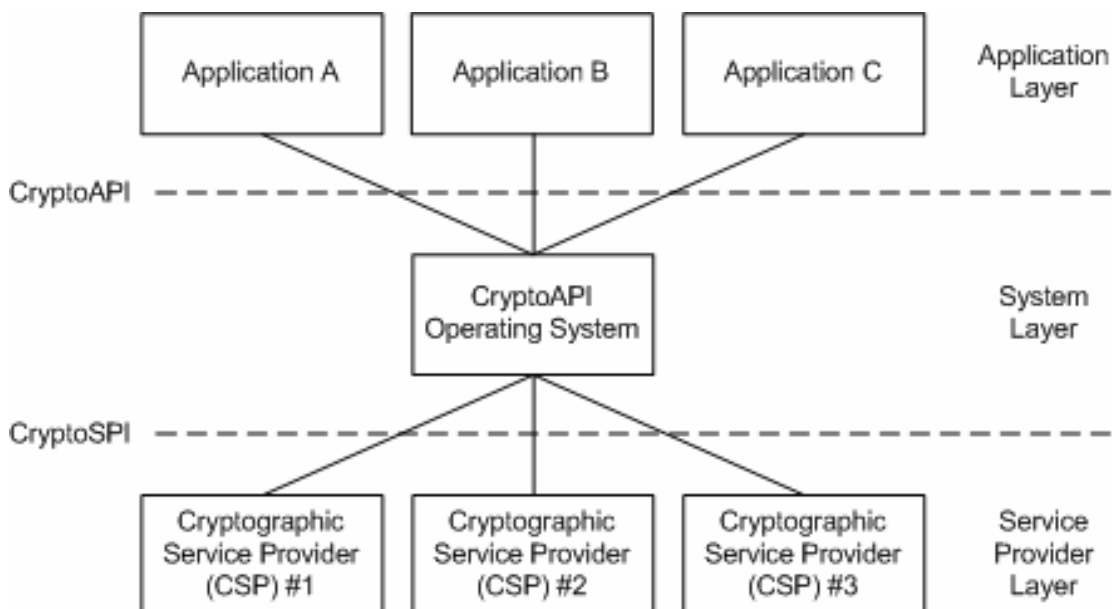 Application A
Application B
Application C
Application
Layer
CryptoAPI
CryptoAPI
Operating System
System
Layer
CryptoSPI
Cryptographic
Service Provider
(CSP) #1
Cryptographic
Service Provider
(CSP) #2
Cryptographic
Service Provider
(CSP) #3
Service
Provider
Layer